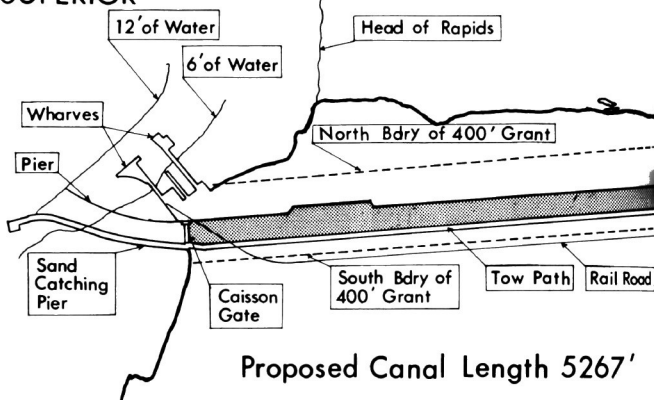 SUPERIOR
12' of Water
Head of Rapids
6' of Water
Wharves
North Bdry of 400' Grant
Pier
Sand
Catching
Pier
Caisson
Gate
South Bdry of
400' Grant
Tow Path
Rail Road
Proposed Canal Length 5267'